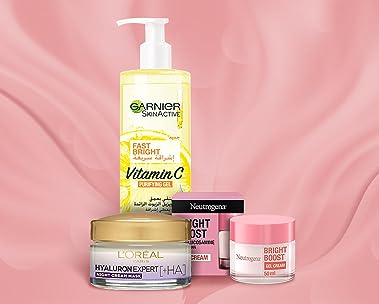 GARNIER
SKINACTIVE
FAST
BRIGHT
إشراقة سريعة
Vitamin C
PURIFYING GEL
Neutrogena
BRIGHT
BOOST
CREAM
L'ORÉAL
PARIS
HYALURON EXPERT [+HA]
NIGHT CREAM-MASK
BRIGHT
BOOST
Neutrogena
GEL CREAM
50 ml